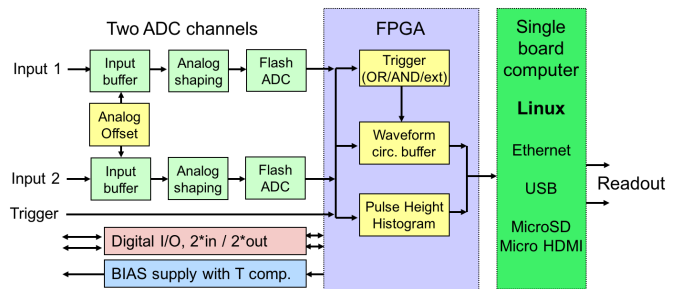 Two ADC channels
FPGA
Single
board
computer
Linux
Ethernet
USB
MicroSD
Micro HDMI
Input 1
Input
buffer
Analog
shaping
Flash
ADC
Trigger
(OR/AND/ext)
Analog
Offset
Waveform
circ. buffer
Input 2
Input
buffer
Analog
shaping
Flash
ADC
Readout
Trigger
Pulse Height
Histogram
Digital I/O, 2*in / 2*out
BIAS supply with T comp.